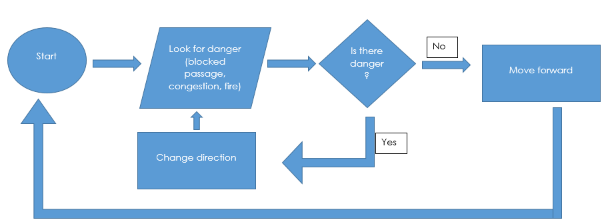 Start
Look for danger
(blocked
passage,
congestion, fire)
Is there
danger
?
No
Move forward
Yes
Change direction